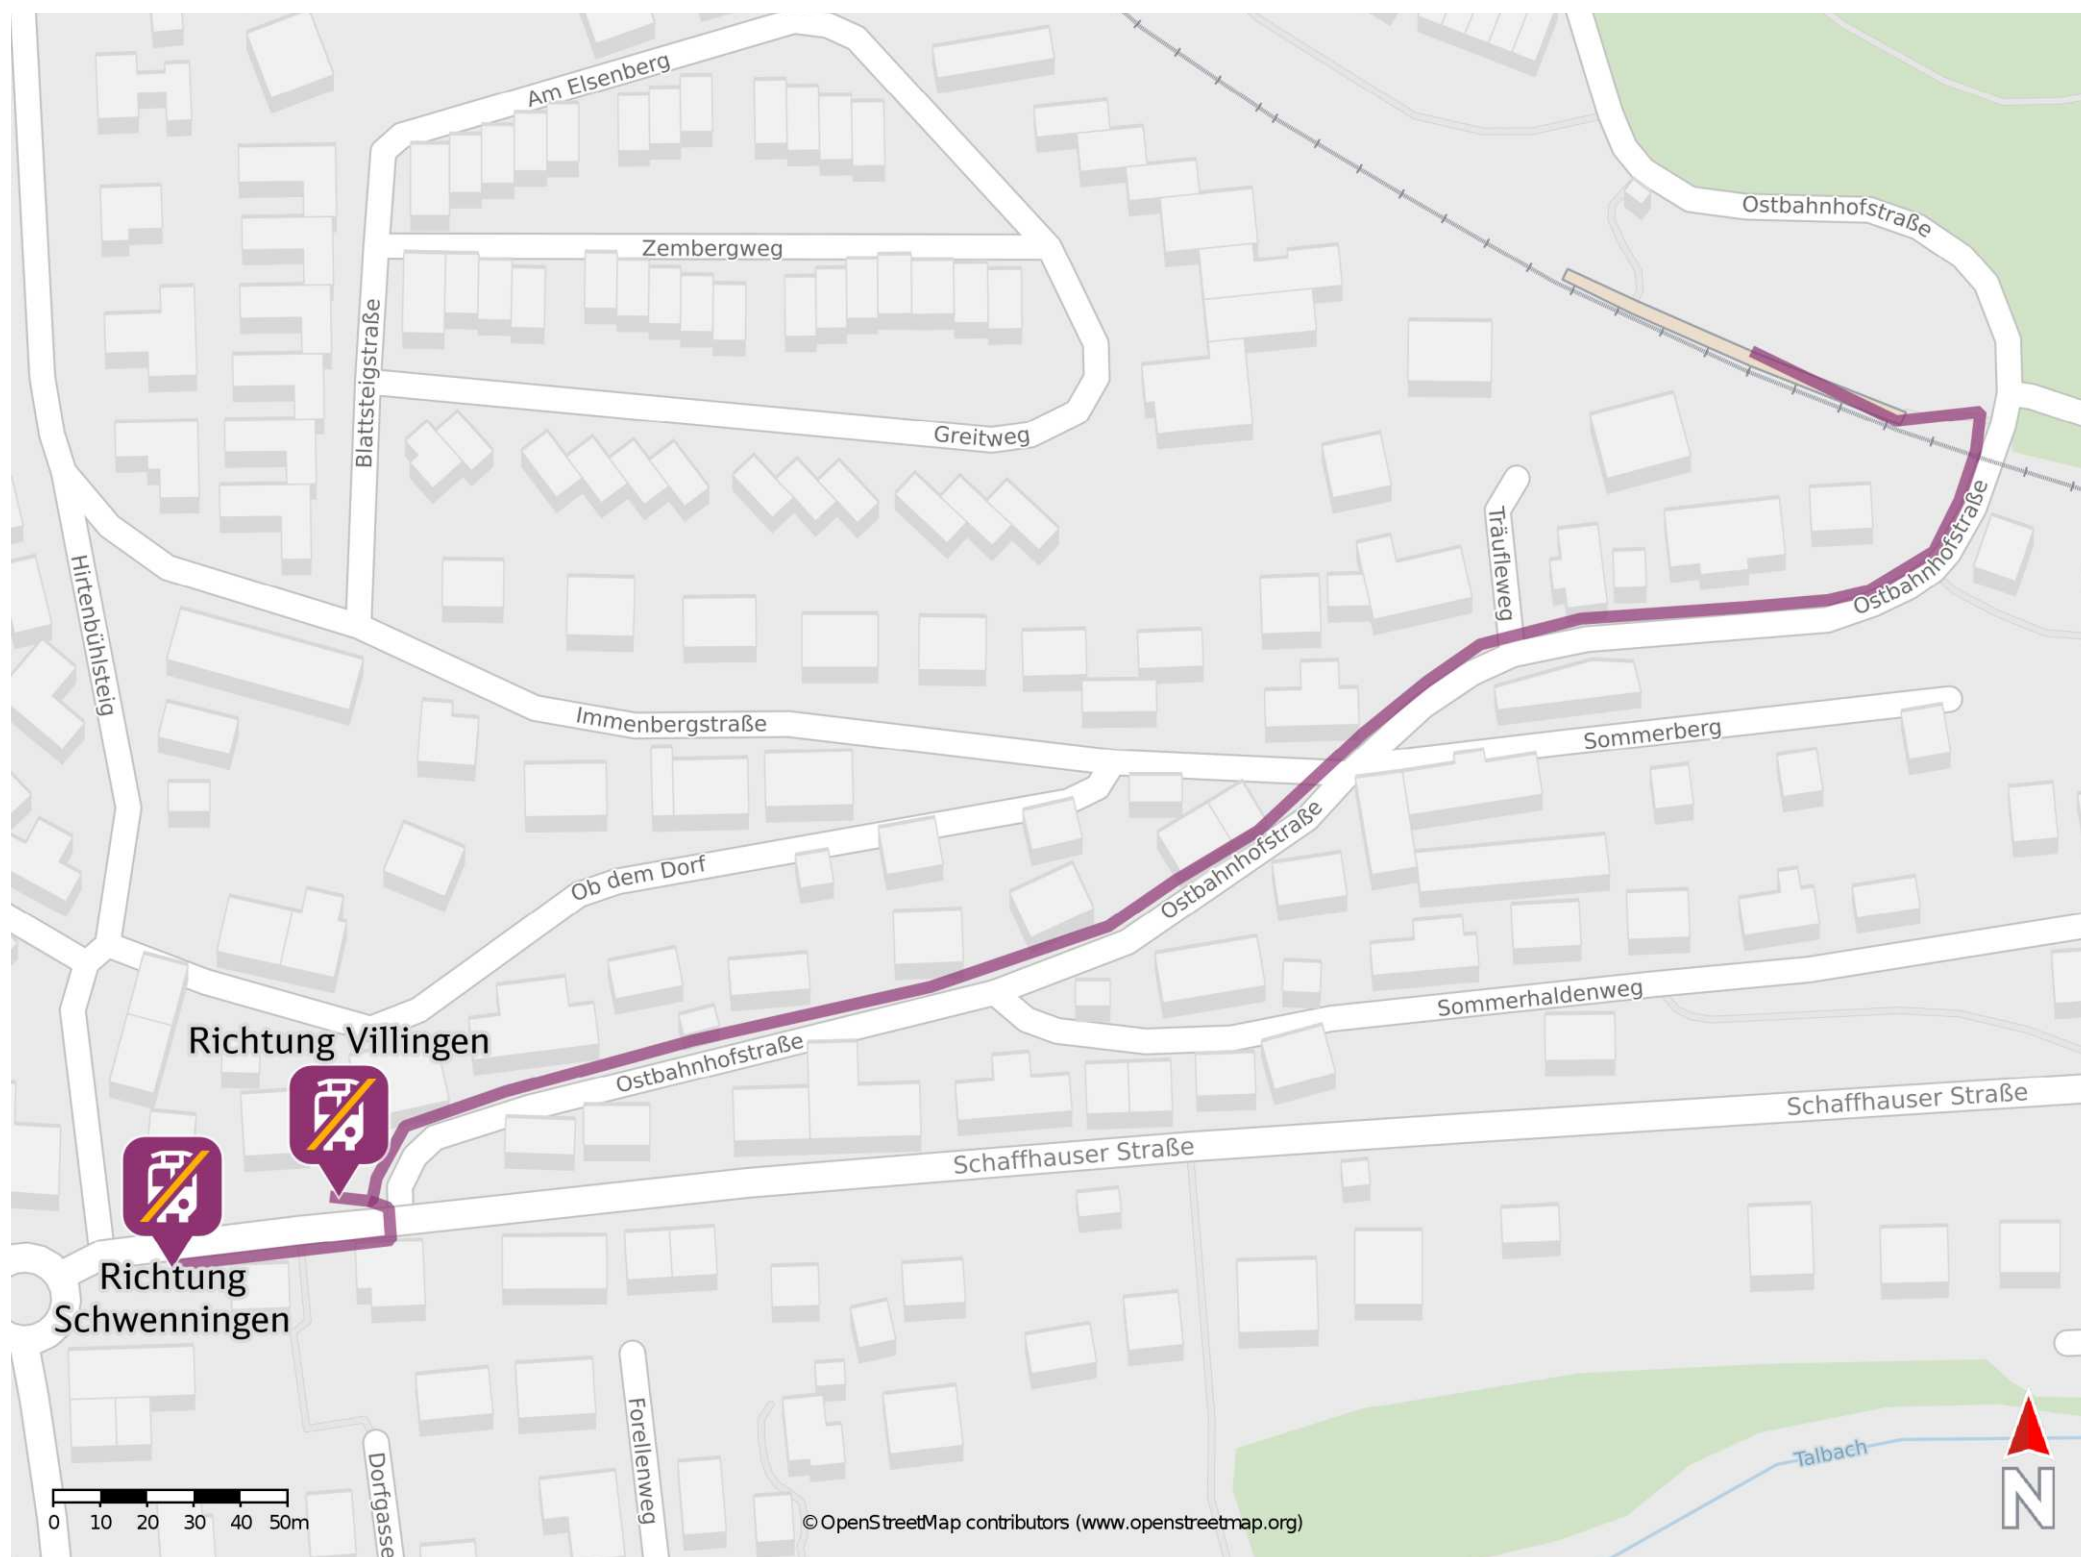 Am Elsenberg
Ostbahnhofstraße
Zembergweg
Blattsteigstraße
Greitweg
Träufleweg
Ostbahnhofstraße
Hirtenbühlsteig
Immenbergstraße
Sommerberg
Ostbahnhofstraße
Ob dem Dorf
Sommerhaldenweg
Richtung Villingen
Ostbahnhofstraße
Schaffhauser Straße
Schaffhauser Straße
Richtung
Schwenningen
Forellenweg
Dorfgasse
Talbach
N
0 10 20 30 40 50m
© OpenStreetMap contributors (www.openstreetmap.org)